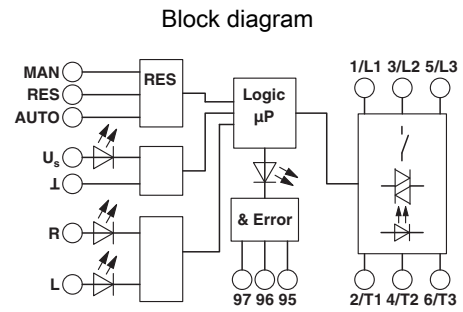 Block diagram
MAN
RES
AUTO
RES
Us
⊥
R
L
Logic
µP
& Error
97 96 95
1/L1 3/L2 5/L3
2/T1 4/T2 6/T3